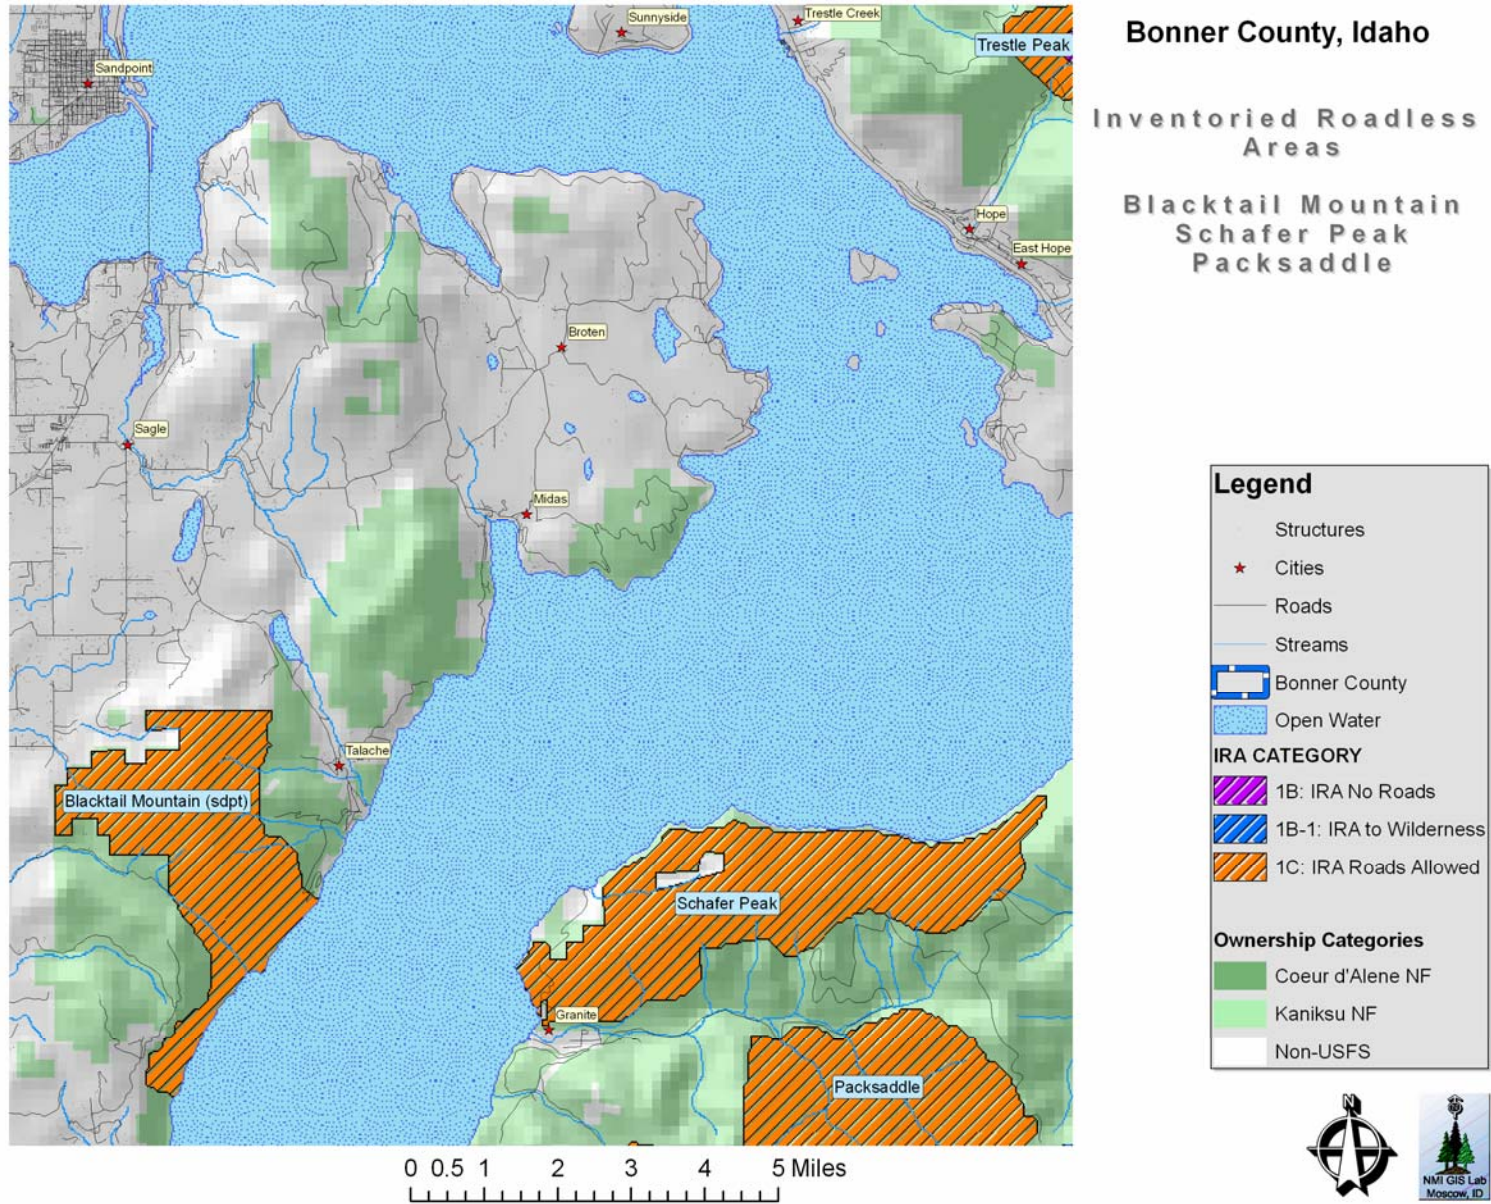 Bonner County, Idaho
Inventoried Roadless
Areas
Blacktail Mountain
Schafer Peak
Packsaddle
Sunnyside
Trestle Creek
Trestle Peak
Sandpoint
Hope
East Hope
Broten
Sagle
Midas
Talache
Blacktail Mountain (sdpt)
Schafer Peak
Granite
Packsaddle
Legend
Structures
Cities
Roads
Streams
Bonner County
Open Water
IRA CATEGORY
1B: IRA No Roads
1B-1: IRA to Wilderness
1C: IRA Roads Allowed
Ownership Categories
Coeur d'Alene NF
Kaniksu NF
Non-USFS
N
NMI GIS Lab
Moscow, ID
0 0.5 1 2 3 4 5 Miles